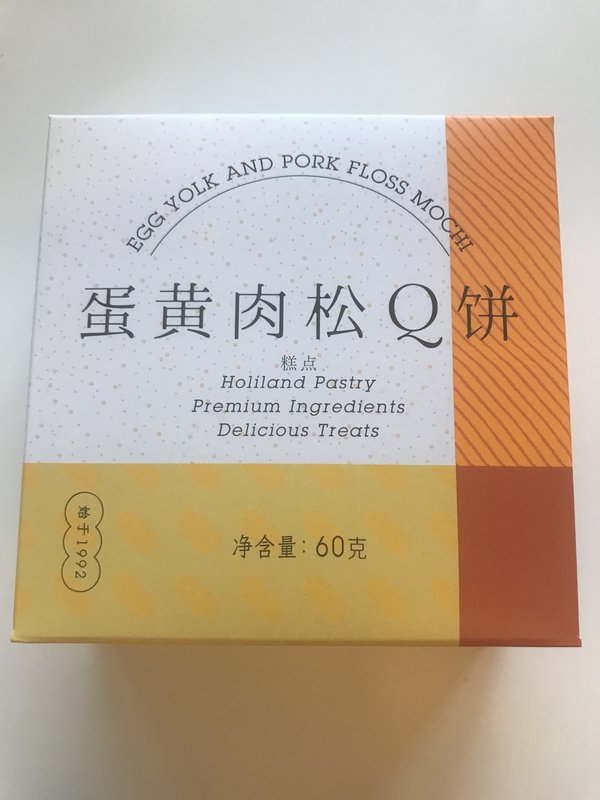 EGG YOLK AND PORK FLOSS MOCHI
蛋黄肉松Q饼
糕点
Holiland Pastry
Premium Ingredients
Delicious Treats
始于1992
净含量：60克